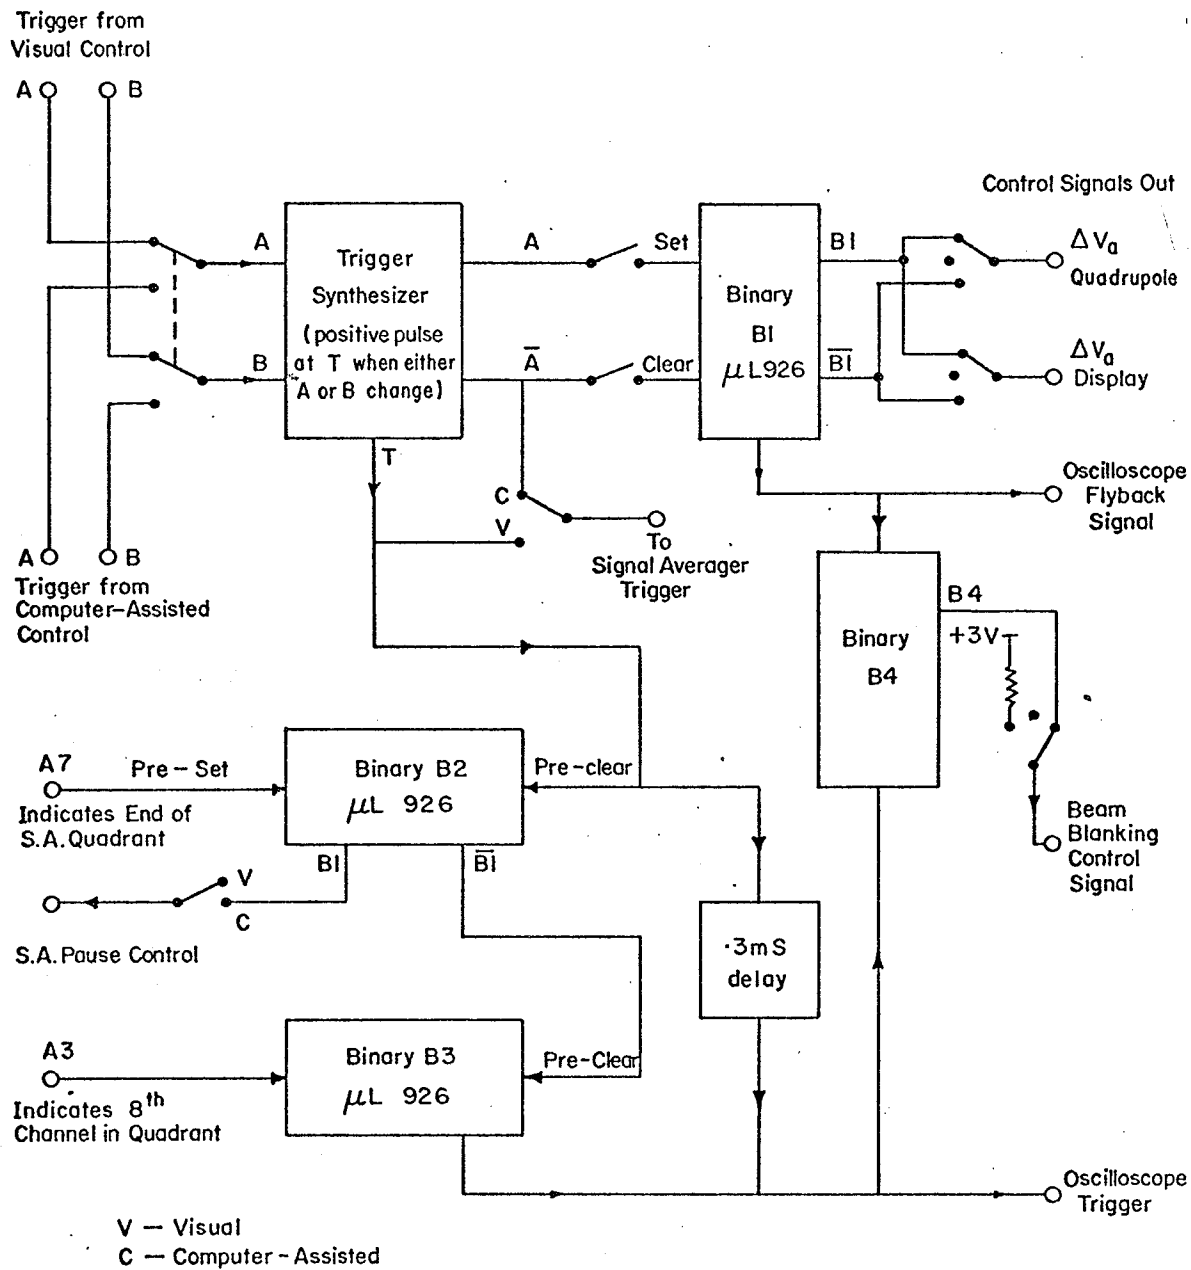 Trigger from
Visual Control
A B
Control Signals Out
A
Trigger
Synthesizer
(positive pulse
at T when either
A or B change)
B
A
Set
A̅
Clear
Binary
B1
μL926
B1
B̅1̅
ΔVa
Quadrupole
ΔVa
Display
T
C
V
To
Signal Averager
Trigger
Oscilloscope
Flyback
Signal
A B
Trigger from
Computer-Assisted
Control
Binary
B4
B4
+3V
Beam
Blanking
Control
Signal
A7
Pre-Set
Indicates End of
S.A. Quadrant
Binary B2
μL 926
Pre-clear
B1
B̅1̅
V
C
S.A. Pause Control
·3mS
delay
A3
Indicates 8th
Channel in Quadrant
Binary B3
μL 926
Pre-Clear
Oscilloscope
Trigger
V — Visual
C — Computer-Assisted